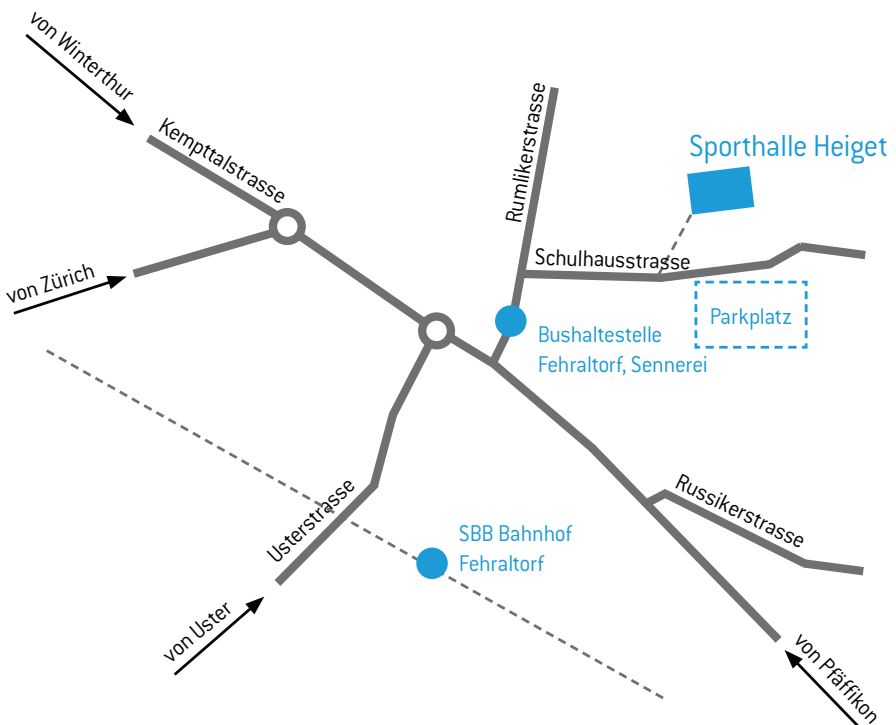 von Winterthur
Kempttalstrasse
Rumlikerstrasse
Sporthalle Heiget
von Zürich
Schulhausstrasse
Parkplatz
Bushaltestelle
Fehraltorf, Sennerei
Usterstrasse
Russikerstrasse
SBB Bahnhof
Fehraltorf
von Uster
von Pfäffikon